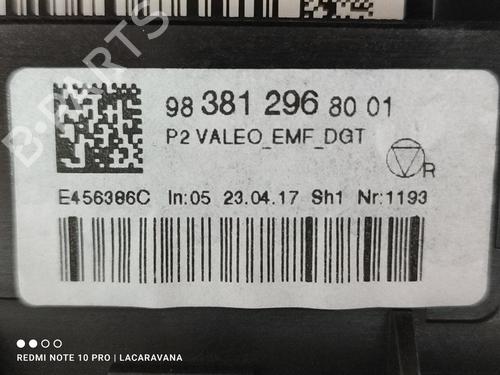 98 381 296 80 01
P2 VALEO_EMF_DGT
R
E456386C In:05 23.04.17 Sh1 Nr:1193
B-PARTS
REDMI NOTE 10 PRO | LACARAVANA